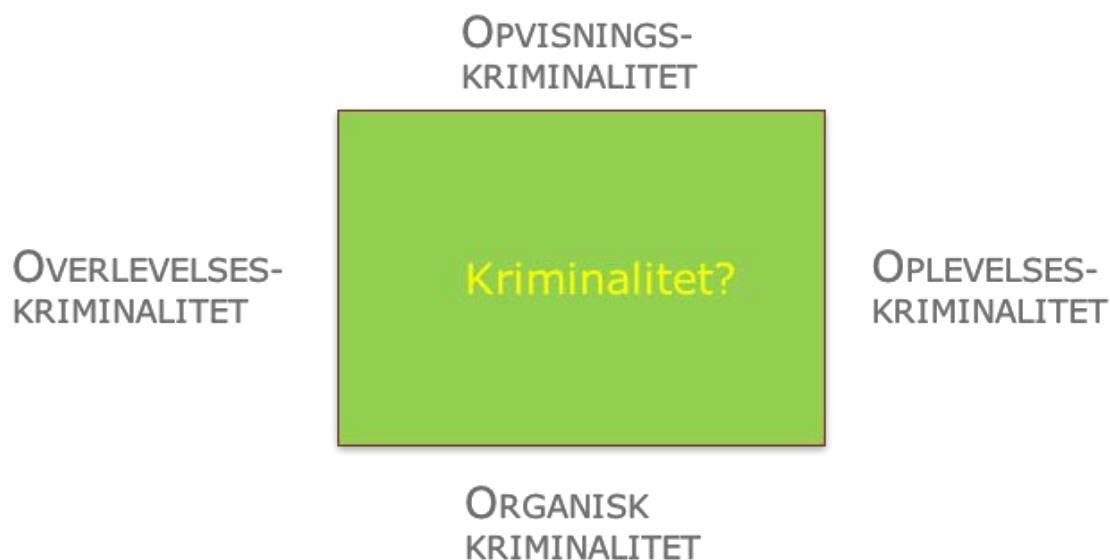 OPVISNINGS-
KRIMINALITET
OVERLEVELSES-
KRIMINALITET
Kriminalitet?
OPLEVELSES-
KRIMINALITET
ORGANISK
KRIMINALITET